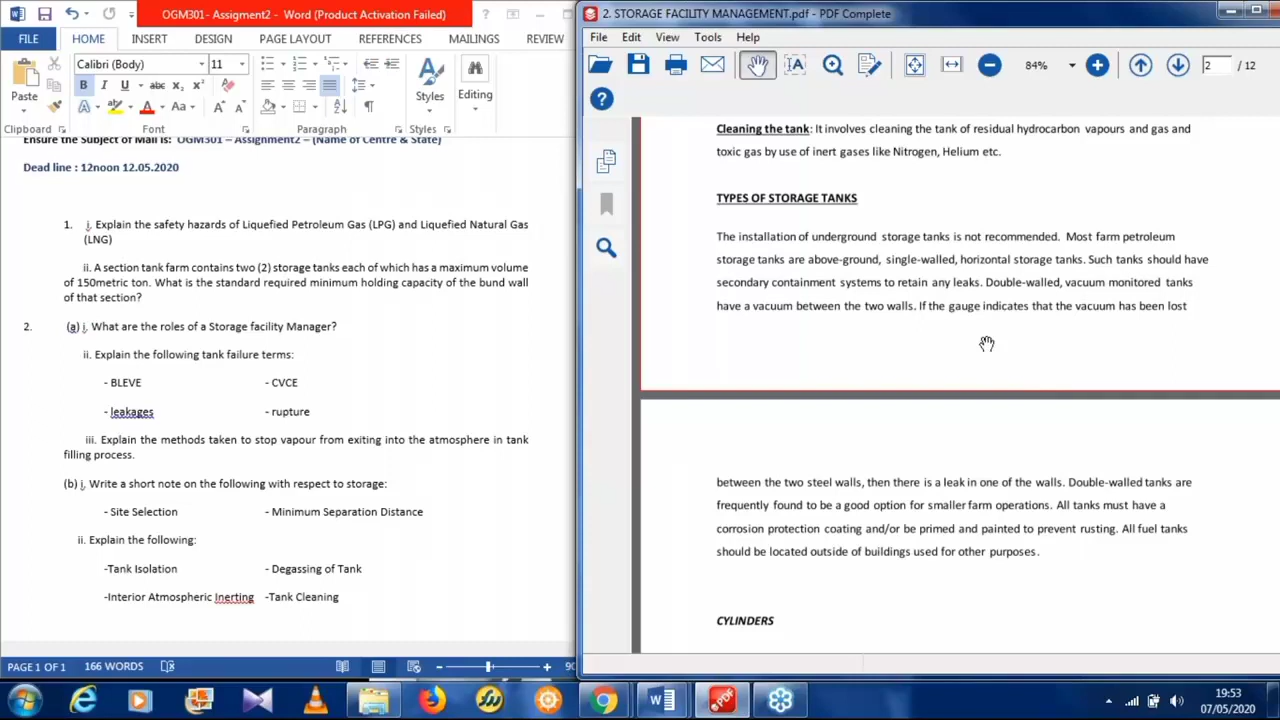 OGM301- Assigment2 - Word (Product Activation Failed)
FILE HOME INSERT DESIGN PAGE LAYOUT REFERENCES MAILINGS REVIEW
Calibri (Body) 11
Paste
Styles
Editing
Clipboard Font Paragraph Styles
Ensure the Subject of Mail is: OGM301 – Assignment2 – (Name of Centre & State)
Dead line : 12noon 12.05.2020
1. i. Explain the safety hazards of Liquefied Petroleum Gas (LPG) and Liquefied Natural Gas
(LNG)
ii. A section tank farm contains two (2) storage tanks each of which has a maximum volume
of 150metric ton. What is the standard required minimum holding capacity of the bund wall
of that section?
2. (a) i. What are the roles of a Storage facility Manager?
ii. Explain the following tank failure terms:
- BLEVE - CVCE
- leakages - rupture
iii. Explain the methods taken to stop vapour from exiting into the atmosphere in tank
filling process.
(b) i. Write a short note on the following with respect to storage:
- Site Selection - Minimum Separation Distance
ii. Explain the following:
-Tank Isolation - Degassing of Tank
-Interior Atmospheric Inerting -Tank Cleaning
PAGE 1 OF 1 166 WORDS
2. STORAGE FACILITY MANAGEMENT.pdf - PDF Complete
File Edit View Tools Help
84% 2 / 12
Cleaning the tank: It involves cleaning the tank of residual hydrocarbon vapours and gas and
toxic gas by use of inert gases like Nitrogen, Helium etc.
TYPES OF STORAGE TANKS
The installation of underground storage tanks is not recommended. Most farm petroleum
storage tanks are above-ground, single-walled, horizontal storage tanks. Such tanks should have
secondary containment systems to retain any leaks. Double-walled, vacuum monitored tanks
have a vacuum between the two walls. If the gauge indicates that the vacuum has been lost
between the two steel walls, then there is a leak in one of the walls. Double-walled tanks are
frequently found to be a good option for smaller farm operations. All tanks must have a
corrosion protection coating and/or be primed and painted to prevent rusting. All fuel tanks
should be located outside of buildings used for other purposes.
CYLINDERS
19:53
07/05/2020